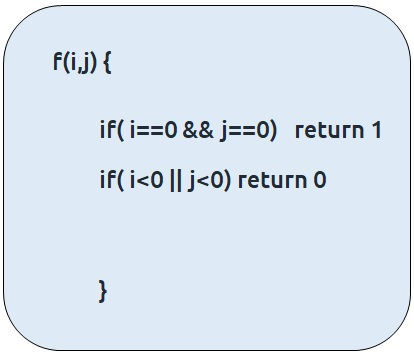 f(i,j) {
if( i==0 && j==0)   return 1
if( i<0 || j<0) return 0
}